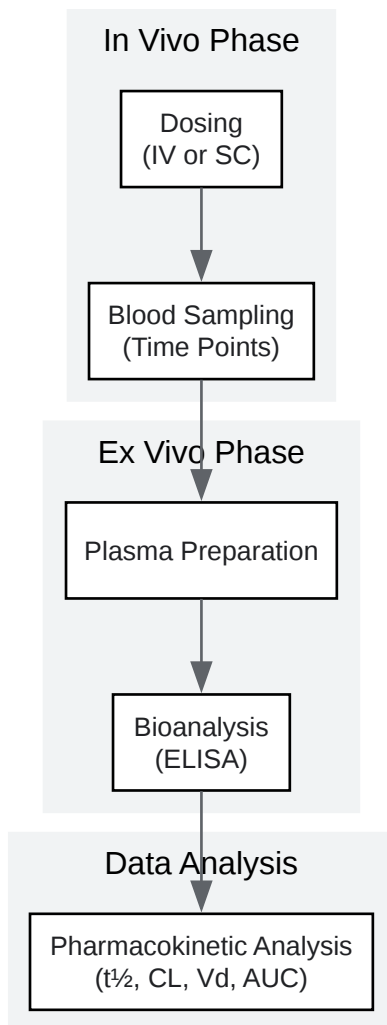 In Vivo Phase
Dosing
(IV or SC)
Blood Sampling
(Time Points)
Ex Vivo Phase
Plasma Preparation
Bioanalysis
(ELISA)
Data Analysis
Pharmacokinetic Analysis
(t½, CL, Vd, AUC)